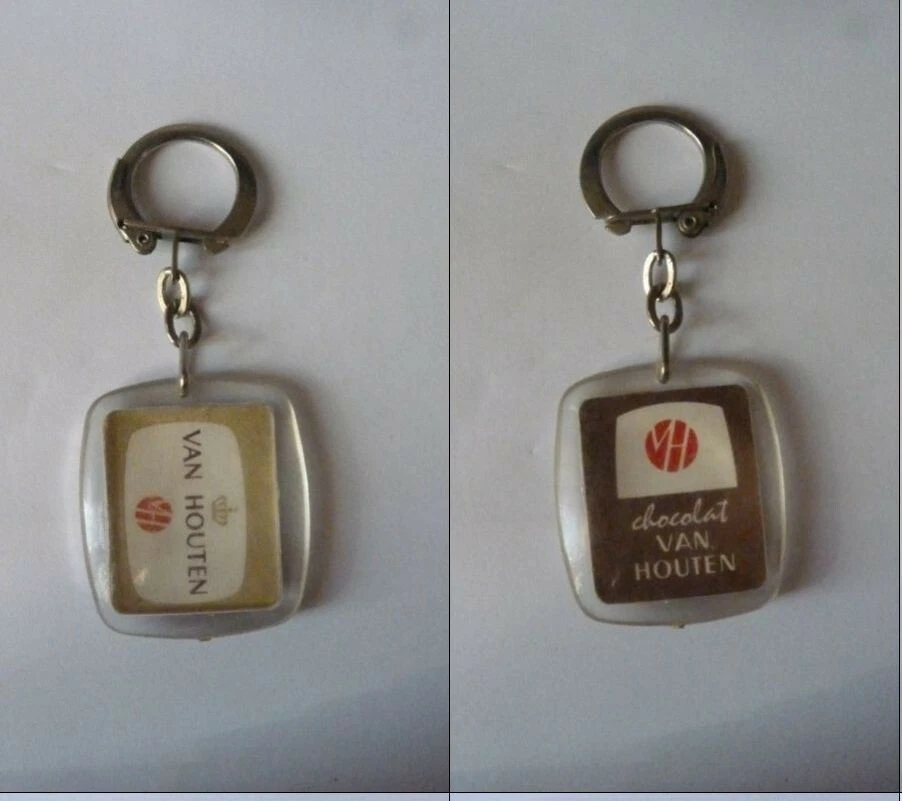 VAN HOUTEN
VH
VH
chocolat
VAN
HOUTEN